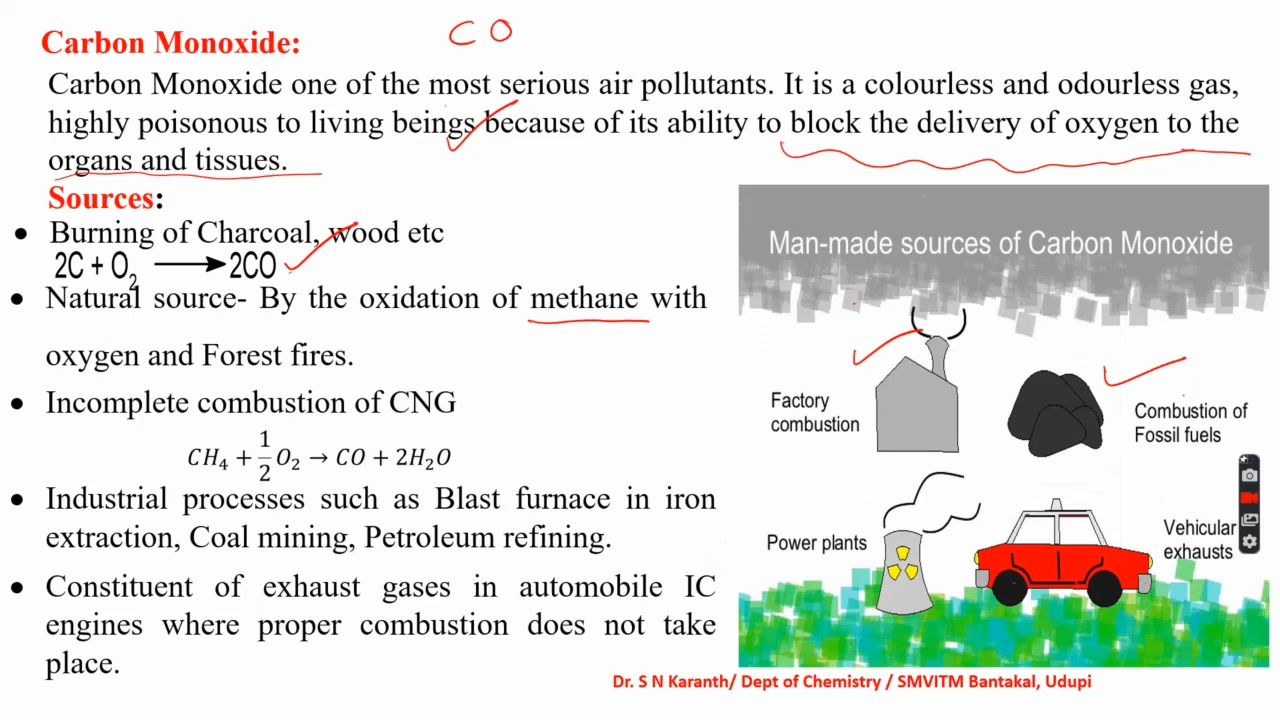 C O
Carbon Monoxide:
Carbon Monoxide one of the most serious air pollutants. It is a colourless and odourless gas,
highly poisonous to living beings because of its ability to block the delivery of oxygen to the
organs and tissues.
Sources:
• Burning of Charcoal, wood etc
2C + O₂ → 2CO
• Natural source- By the oxidation of methane with
oxygen and Forest fires.
• Incomplete combustion of CNG
CH₄ + 1/2 O₂ → CO + 2H₂O
• Industrial processes such as Blast furnace in iron
extraction, Coal mining, Petroleum refining.
• Constituent of exhaust gases in automobile IC
engines where proper combustion does not take
place.
Man-made sources of Carbon Monoxide
Factory
combustion
Combustion of
Fossil fuels
Power plants
Vehicular
exhausts
Dr. S N Karanth/ Dept of Chemistry / SMVITM Bantakal, Udupi